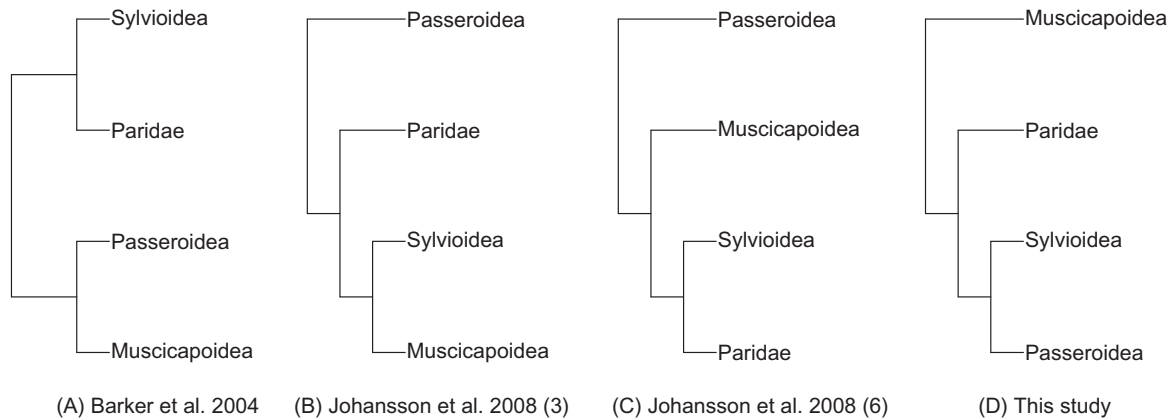 Sylvioidea
Paridae
Passeroidea
Muscicapoidea
(A) Barker et al. 2004
Passeroidea
Paridae
Sylvioidea
Muscicapoidea
(B) Johansson et al. 2008 (3)
Passeroidea
Muscicapoidea
Sylvioidea
Paridae
(C) Johansson et al. 2008 (6)
Muscicapoidea
Paridae
Sylvioidea
Passeroidea
(D) This study